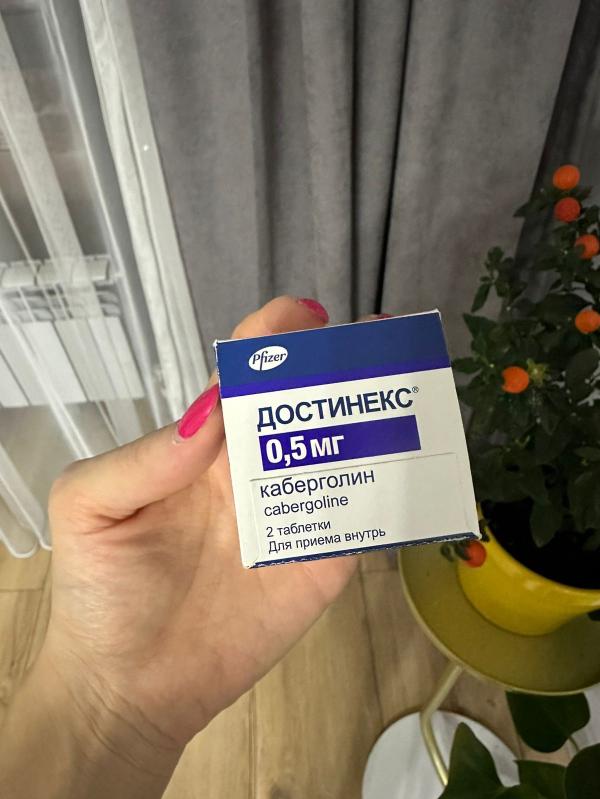 Pfizer
ДОСТИНЕКС®
0,5 мг
каберголин
cabergoline
2 таблетки
Для приема внутрь